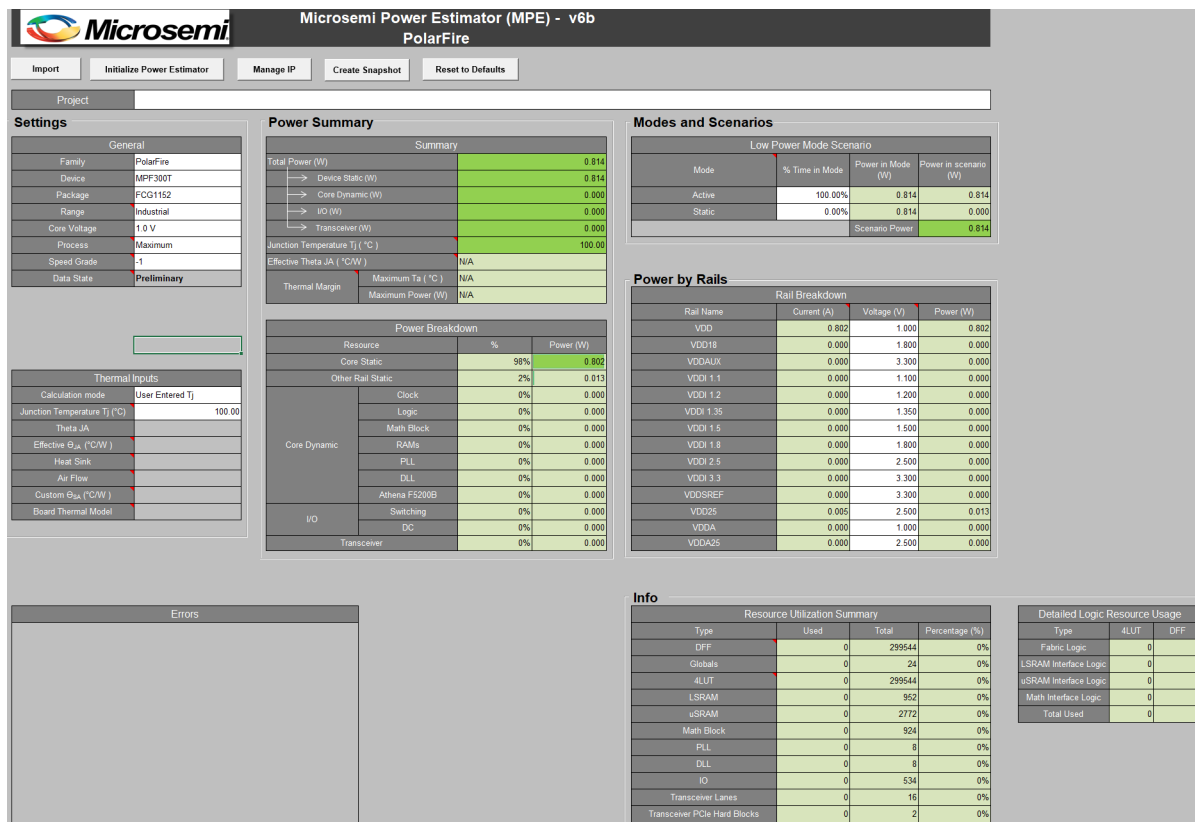 Microsemi Power Estimator (MPE) - v6b
Microsemi.
PolarFire
Import Initialize Power Estimator Manage IP Create Snapshot Reset to Defaults
Project
Settings
General
Family PolarFire
Device MPF300T
Package FCG1152
Range Industrial
Core Voltage 1.0 V
Process Maximum
Speed Grade -1
Data State Preliminary
Thermal Inputs
Calculation mode User Entered Tj
Junction Temperature Tj (°C) 100.00
Theta JA
Effective ΘJA (°C/W )
Heat Sink
Air Flow
Custom ΘSA (°C/W )
Board Thermal Model
Power Summary
Summary
Total Power (W) 0.814
Device Static (W) 0.814
Core Dynamic (W) 0.000
I/O (W) 0.000
Transceiver (W) 0.000
Junction Temperature Tj ( °C ) 100.00
Effective Theta JA ( °C/W ) N/A
Thermal Margin
Maximum Ta ( °C ) N/A
Maximum Power (W) N/A
Power Breakdown
Resource % Power (W)
Core Static 98% 0.802
Other Rail Static 2% 0.013
Core Dynamic
Clock 0% 0.000
Logic 0% 0.000
Math Block 0% 0.000
RAMs 0% 0.000
PLL 0% 0.000
DLL 0% 0.000
Athena F5200B 0% 0.000
I/O
Switching 0% 0.000
DC 0% 0.000
Transceiver 0% 0.000
Modes and Scenarios
Low Power Mode Scenario
Mode % Time in Mode Power in Mode (W) Power in scenario (W)
Active 100.00% 0.814 0.814
Static 0.00% 0.814 0.000
Scenario Power 0.814
Power by Rails
Rail Breakdown
Rail Name Current (A) Voltage (V) Power (W)
VDD 0.802 1.000 0.802
VDD18 0.000 1.800 0.000
VDDAUX 0.000 3.300 0.000
VDDI 1.1 0.000 1.100 0.000
VDDI 1.2 0.000 1.200 0.000
VDDI 1.35 0.000 1.350 0.000
VDDI 1.5 0.000 1.500 0.000
VDDI 1.8 0.000 1.800 0.000
VDDI 2.5 0.000 2.500 0.000
VDDI 3.3 0.000 3.300 0.000
VDDSREF 0.000 3.300 0.000
VDD25 0.005 2.500 0.013
VDDA 0.000 1.000 0.000
VDDA25 0.000 2.500 0.000
Errors
Info
Resource Utilization Summary
Type Used Total Percentage (%)
DFF 0 299544 0%
Globals 0 24 0%
4LUT 0 299544 0%
LSRAM 0 952 0%
uSRAM 0 2772 0%
Math Block 0 924 0%
PLL 0 8 0%
DLL 0 8 0%
IO 0 534 0%
Transceiver Lanes 0 16 0%
Transceiver PCIe Hard Blocks 0 2 0%
Detailed Logic Resource Usage
Type 4LUT DFF
Fabric Logic 0
LSRAM Interface Logic 0
uSRAM Interface Logic 0
Math Interface Logic 0
Total Used 0